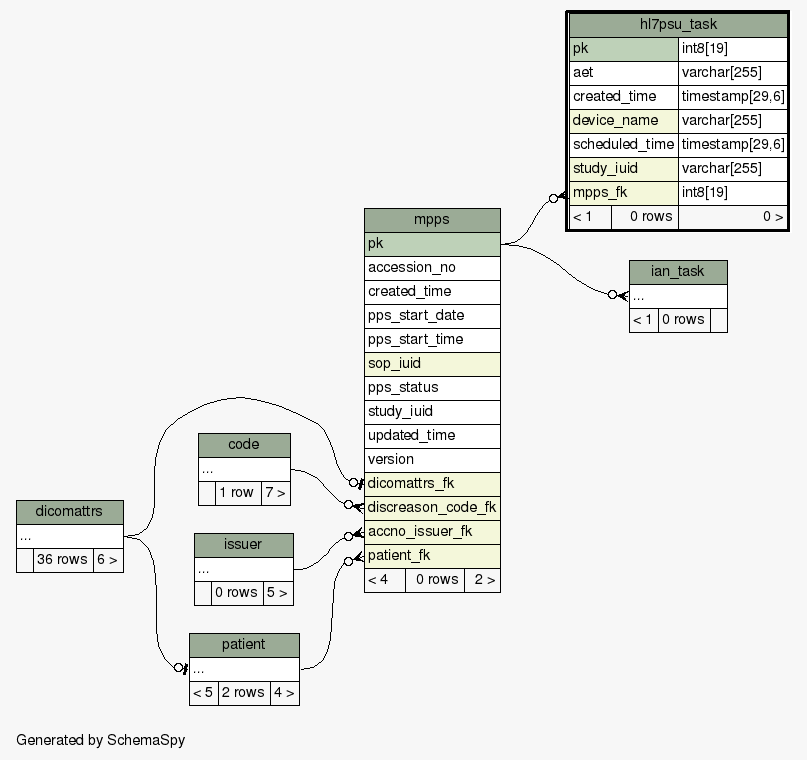 hl7psu_task
pk int8[19]
aet varchar[255]
created_time timestamp[29,6]
device_name varchar[255]
scheduled_time timestamp[29,6]
study_iuid varchar[255]
mpps_fk int8[19]
< 1 0 rows 0 >
mpps
pk
accession_no
created_time
pps_start_date
pps_start_time
sop_iuid
pps_status
study_iuid
updated_time
version
dicomattrs_fk
discreason_code_fk
accno_issuer_fk
patient_fk
< 4 0 rows 2 >
ian_task
...
< 1 0 rows
code
...
1 row 7 >
dicomattrs
...
36 rows 6 >
issuer
...
0 rows 5 >
patient
...
< 5 2 rows 4 >
Generated by SchemaSpy